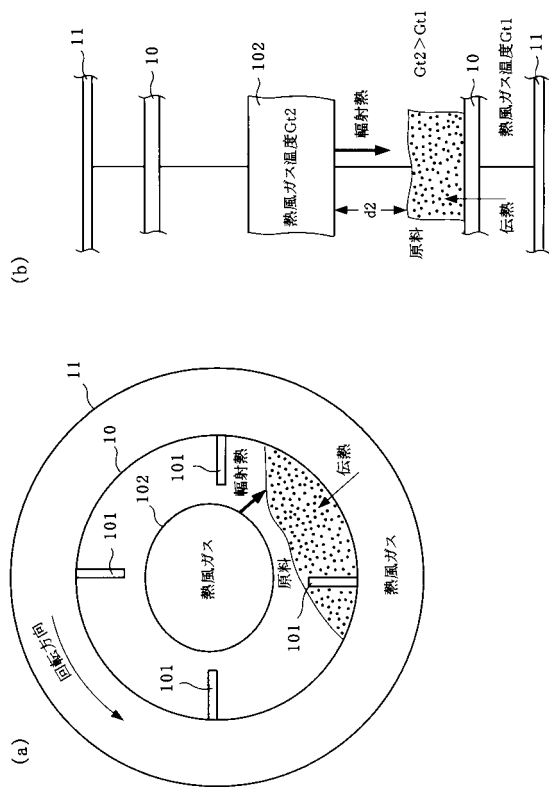 (a)
回転方向
11
10
102
101
101
輻射熱
熱風ガス
101
原料
101
伝熱
熱風ガス
(b)
11
10
102
熱風ガス温度Gt2
輻射熱
d2
Gt2>Gt1
原料
伝熱
10
熱風ガス温度Gt1
11